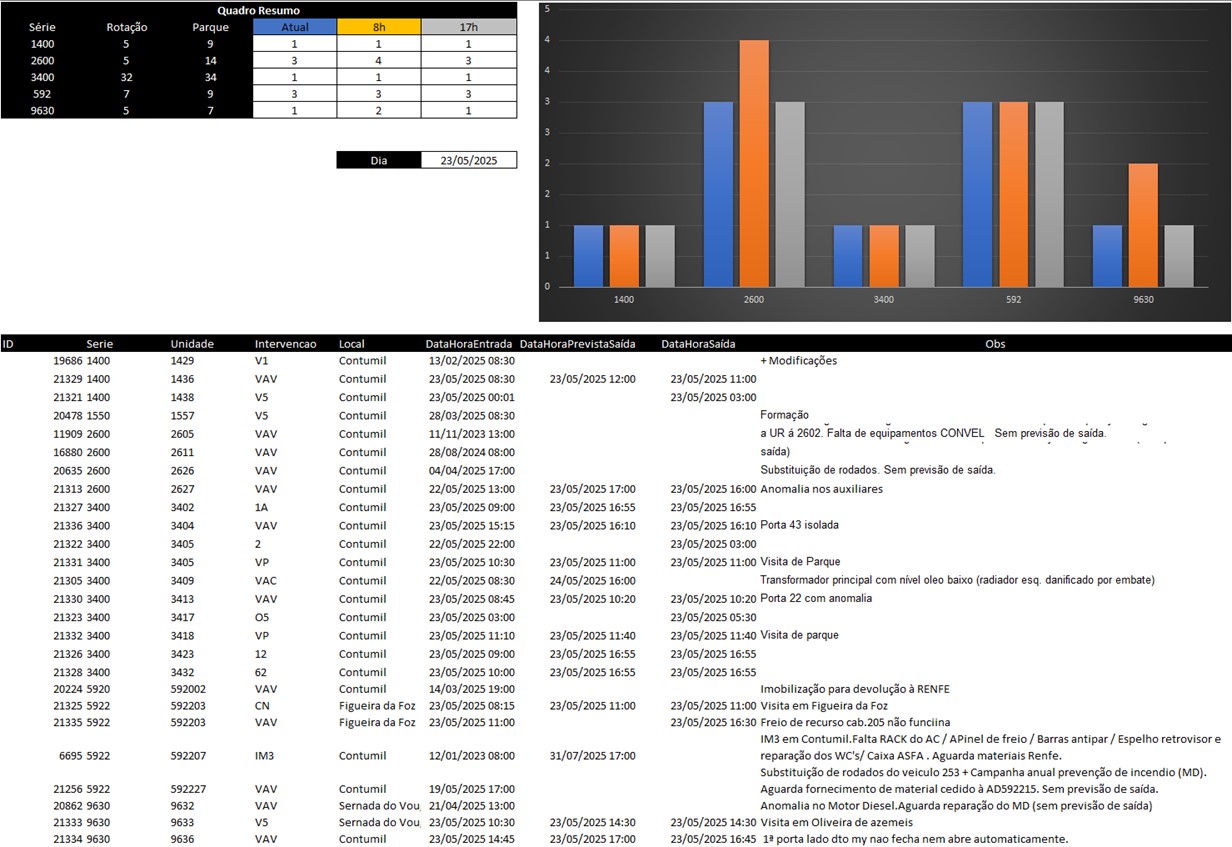 Quadro Resumo
Série Rotação Parque Atual 8h 17h
1400 5 9 1 1 1
2600 5 14 3 4 3
3400 32 34 1 1 1
592 7 9 3 3 3
9630 5 7 1 2 1
Dia 23/05/2025
5
4
4
3
3
2
2
1
1
0
1400 2600 3400 592 9630
ID Serie Unidade Intervencao Local DataHoraEntrada DataHoraPrevistaSaída DataHoraSaída Obs
19686 1400 1429 V1 Contumil 13/02/2025 08:30 + Modificações
21329 1400 1436 VAV Contumil 23/05/2025 08:30 23/05/2025 12:00 23/05/2025 11:00
21321 1400 1438 V5 Contumil 23/05/2025 00:01 23/05/2025 03:00
20478 1550 1557 V5 Contumil 28/03/2025 08:30 Formação
11909 2600 2605 VAV Contumil 11/11/2023 13:00 a UR á 2602. Falta de equipamentos CONVEL Sem previsão de saída.
16880 2600 2611 VAV Contumil 28/08/2024 08:00 saída)
20635 2600 2626 VAV Contumil 04/04/2025 17:00 Substituição de rodados. Sem previsão de saída.
21313 2600 2627 VAV Contumil 22/05/2025 13:00 23/05/2025 17:00 23/05/2025 16:00 Anomalia nos auxiliares
21327 3400 3402 1A Contumil 23/05/2025 09:00 23/05/2025 16:55 23/05/2025 16:55
21336 3400 3404 VAV Contumil 23/05/2025 15:15 23/05/2025 16:10 23/05/2025 16:10 Porta 43 isolada
21322 3400 3405 2 Contumil 22/05/2025 22:00 23/05/2025 03:00
21331 3400 3405 VP Contumil 23/05/2025 10:30 23/05/2025 11:00 23/05/2025 11:00 Visita de Parque
21305 3400 3409 VAC Contumil 22/05/2025 08:30 24/05/2025 16:00 Transformador principal com nível oleo baixo (radiador esq. danificado por embate)
21330 3400 3413 VAV Contumil 23/05/2025 08:45 23/05/2025 10:20 23/05/2025 10:20 Porta 22 com anomalia
21323 3400 3417 O5 Contumil 23/05/2025 03:00 23/05/2025 05:30
21332 3400 3418 VP Contumil 23/05/2025 11:10 23/05/2025 11:40 23/05/2025 11:40 Visita de parque
21326 3400 3423 12 Contumil 23/05/2025 09:00 23/05/2025 16:55 23/05/2025 16:55
21328 3400 3432 62 Contumil 23/05/2025 10:00 23/05/2025 16:55 23/05/2025 16:55
20224 5920 592002 VAV Contumil 14/03/2025 19:00 Imobilização para devolução à RENFE
21325 5922 592203 CN Figueira da Foz 23/05/2025 08:15 23/05/2025 11:00 23/05/2025 11:00 Visita em Figueira da Foz
21335 5922 592203 VAV Figueira da Foz 23/05/2025 11:00 23/05/2025 16:30 Freio de recurso cab.205 não funciina
IM3 em Contumil.Falta RACK do AC / APinel de freio / Barras antipar / Espelho retrovisor e
6695 5922 592207 IM3 Contumil 12/01/2023 08:00 31/07/2025 17:00 reparação dos WC's/ Caixa ASFA . Aguarda materiais Renfe.
Substituição de rodados do veiculo 253 + Campanha anual prevenção de incendio (MD).
21256 5922 592227 VAV Contumil 19/05/2025 17:00 Aguarda fornecimento de material cedido à AD592215. Sem previsão de saída.
20862 9630 9632 VAV Sernada do Vou 21/04/2025 13:00 Anomalia no Motor Diesel.Aguarda reparação do MD (sem previsão de saída)
21333 9630 9633 V5 Sernada do Vou 23/05/2025 10:30 23/05/2025 14:30 23/05/2025 14:30 Visita em Oliveira de azemeis
21334 9630 9636 VAV Contumil 23/05/2025 14:45 23/05/2025 17:00 23/05/2025 16:45 1ª porta lado dto my nao fecha nem abre automaticamente.